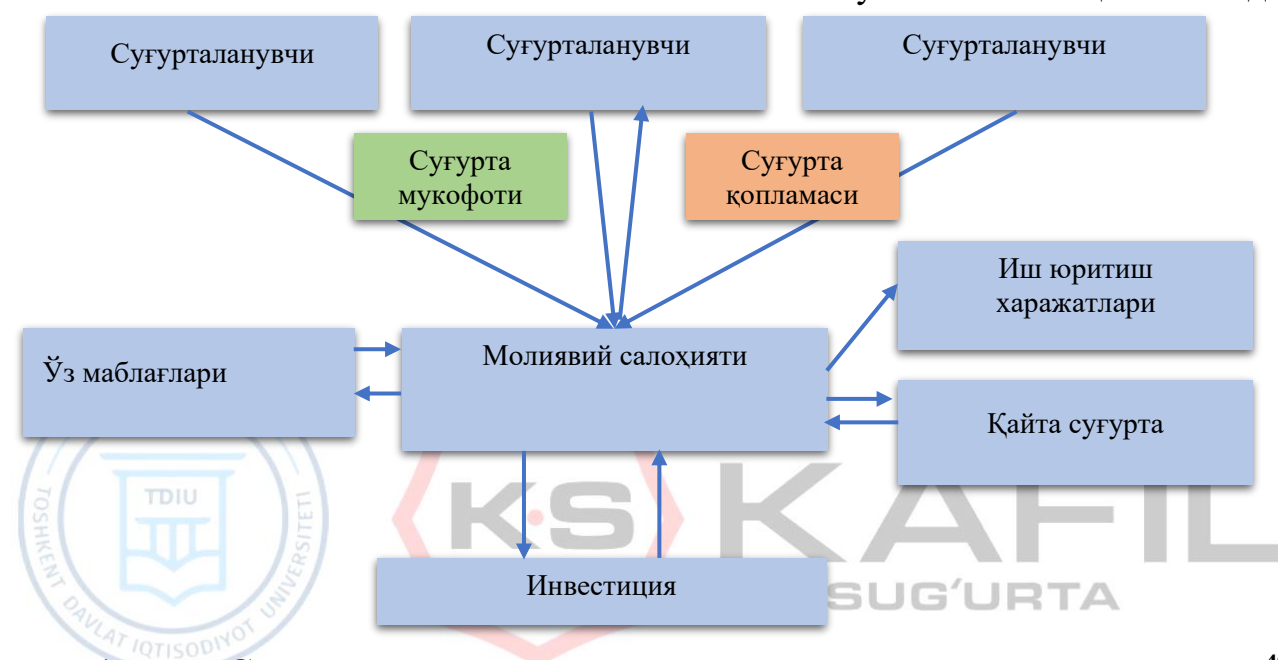 Суғурталанувчи
Суғурталанувчи
Суғурталанувчи
Суғурта
мукофоти
Суғурта
қопламаси
Иш юритиш
харажатлари
Ўз маблағлари
Молиявий салоҳияти
Қайта суғурта
Инвестиция
TDIU
TOSHKENT DAVLAT IQTISODIYOT UNIVERSITETI
K·S KAFIL
SUG'URTA